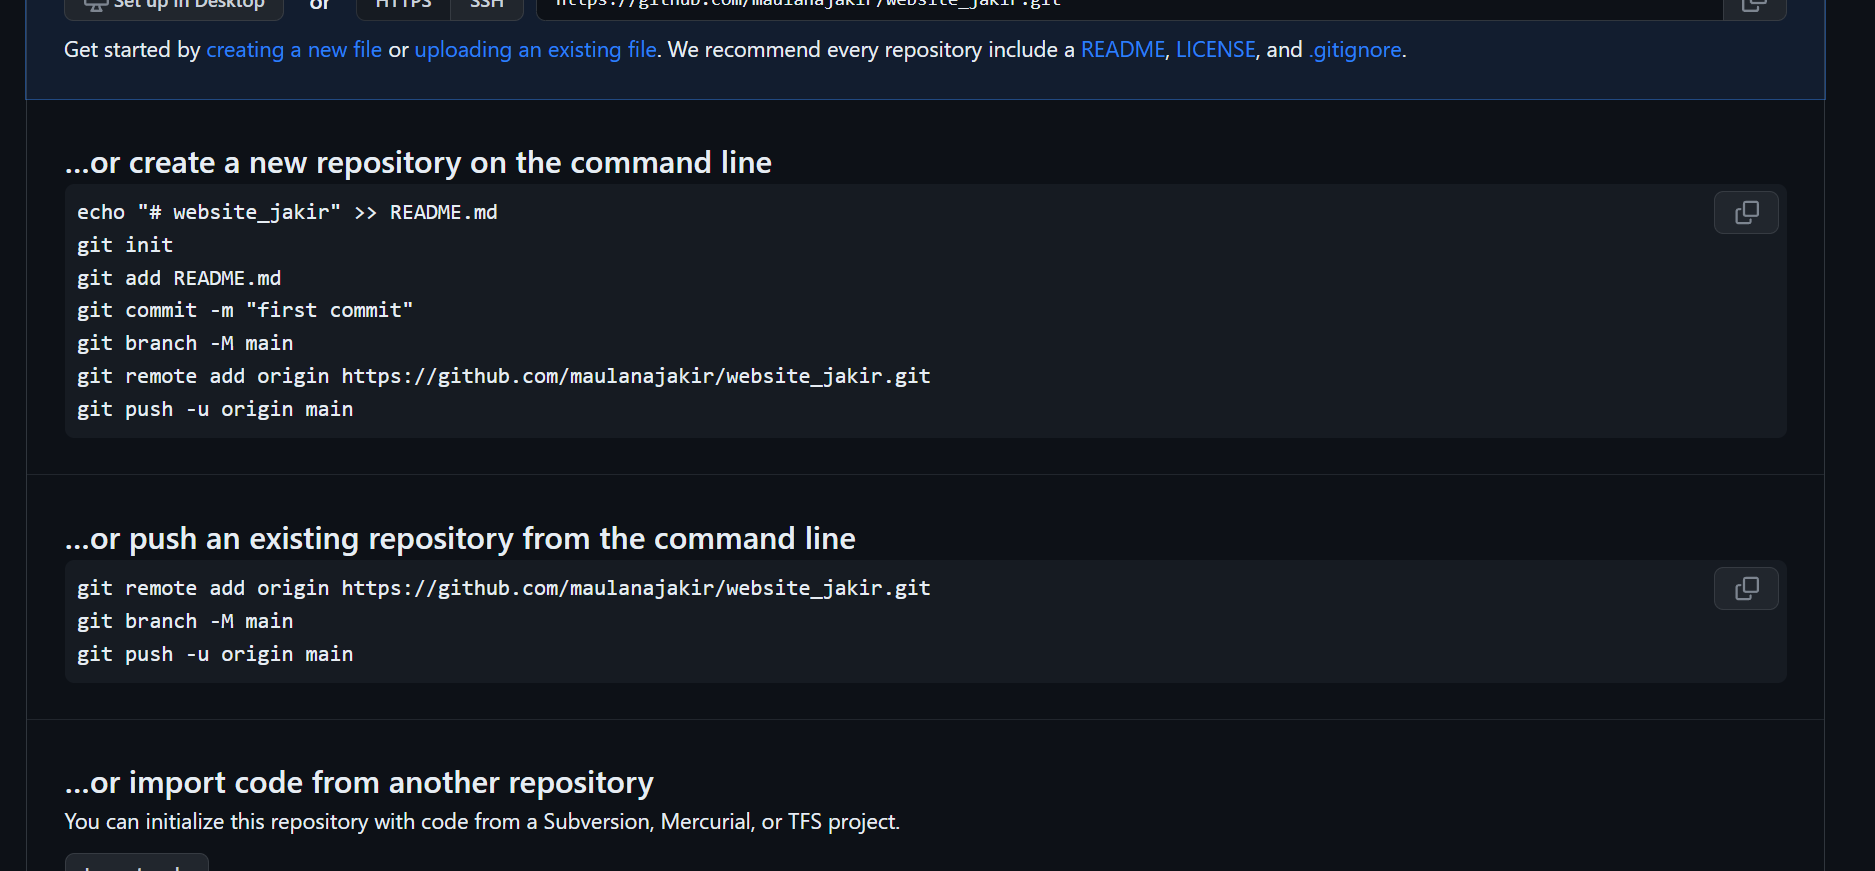 Set up in Desktop or HTTPS SSH https://github.com/maulanajakir/website_jakir.git
Get started by creating a new file or uploading an existing file. We recommend every repository include a README, LICENSE, and .gitignore.
...or create a new repository on the command line
echo "# website_jakir" >> README.md
git init
git add README.md
git commit -m "first commit"
git branch -M main
git remote add origin https://github.com/maulanajakir/website_jakir.git
git push -u origin main
...or push an existing repository from the command line
git remote add origin https://github.com/maulanajakir/website_jakir.git
git branch -M main
git push -u origin main
...or import code from another repository
You can initialize this repository with code from a Subversion, Mercurial, or TFS project.